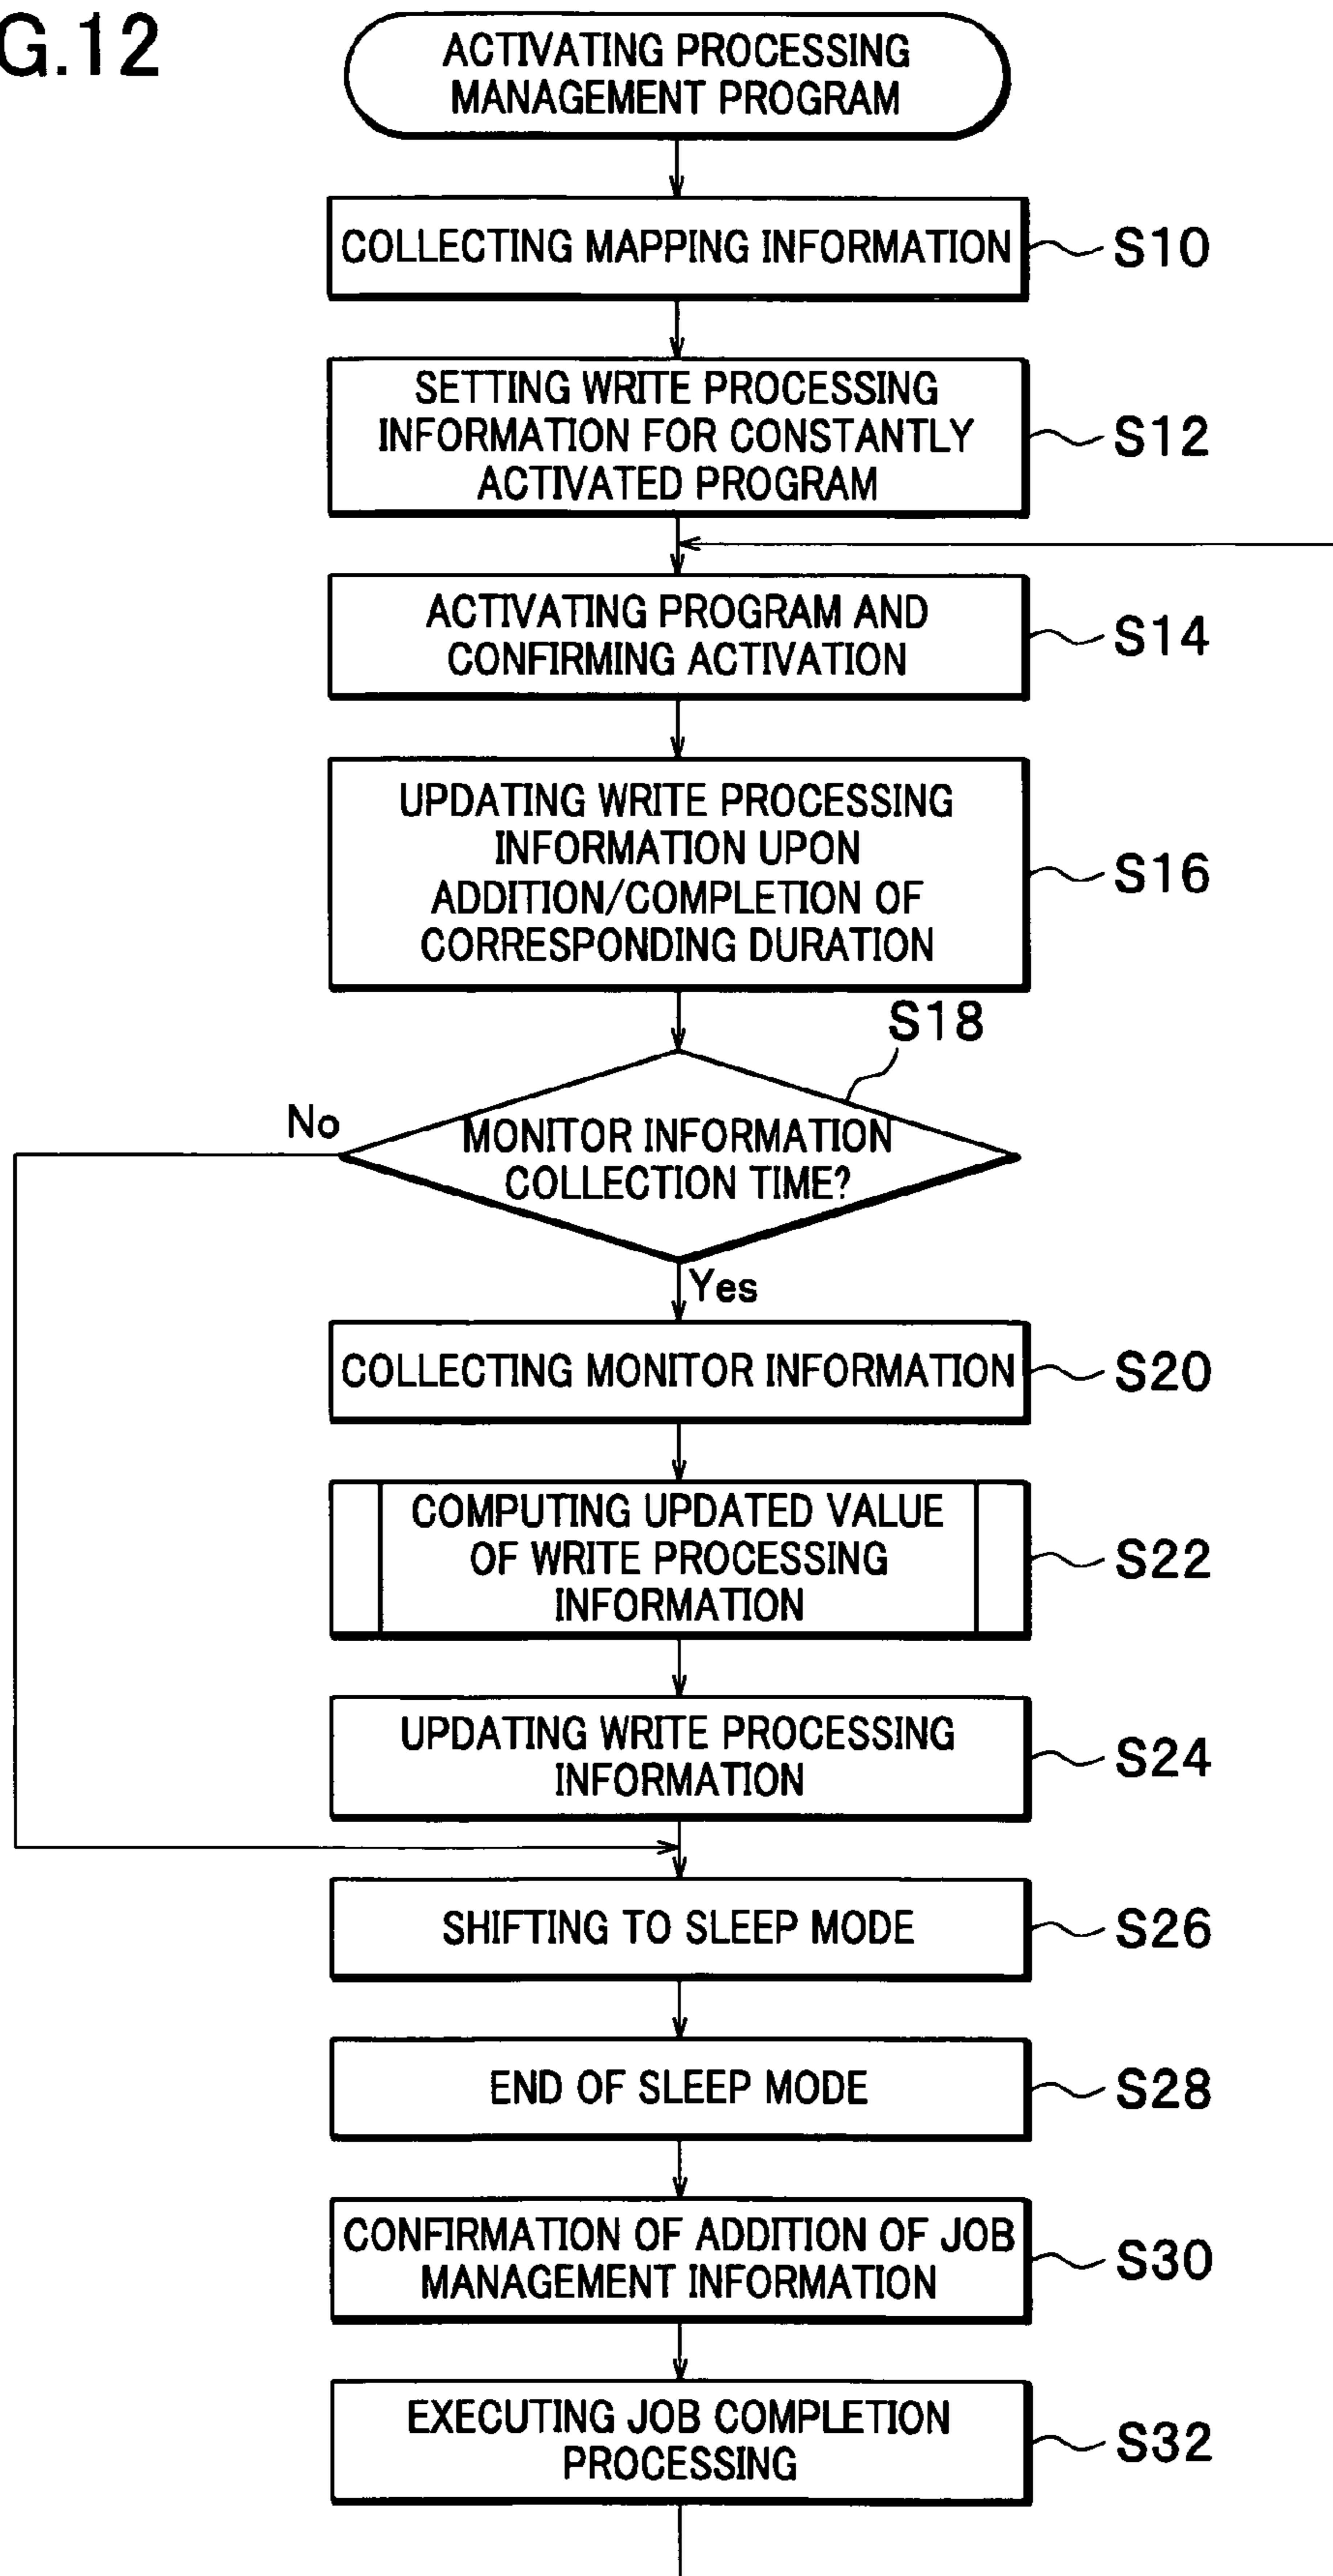 G.12
ACTIVATING PROCESSING
MANAGEMENT PROGRAM
COLLECTING MAPPING INFORMATION
S10
SETTING WRITE PROCESSING
INFORMATION FOR CONSTANTLY
ACTIVATED PROGRAM
S12
ACTIVATING PROGRAM AND
CONFIRMING ACTIVATION
S14
UPDATING WRITE PROCESSING
INFORMATION UPON
ADDITION/COMPLETION OF
CORRESPONDING DURATION
S16
S18
No
MONITOR INFORMATION
COLLECTION TIME?
Yes
COLLECTING MONITOR INFORMATION
S20
COMPUTING UPDATED VALUE
OF WRITE PROCESSING
INFORMATION
S22
UPDATING WRITE PROCESSING
INFORMATION
S24
SHIFTING TO SLEEP MODE
S26
END OF SLEEP MODE
S28
CONFIRMATION OF ADDITION OF JOB
MANAGEMENT INFORMATION
S30
EXECUTING JOB COMPLETION
PROCESSING
S32